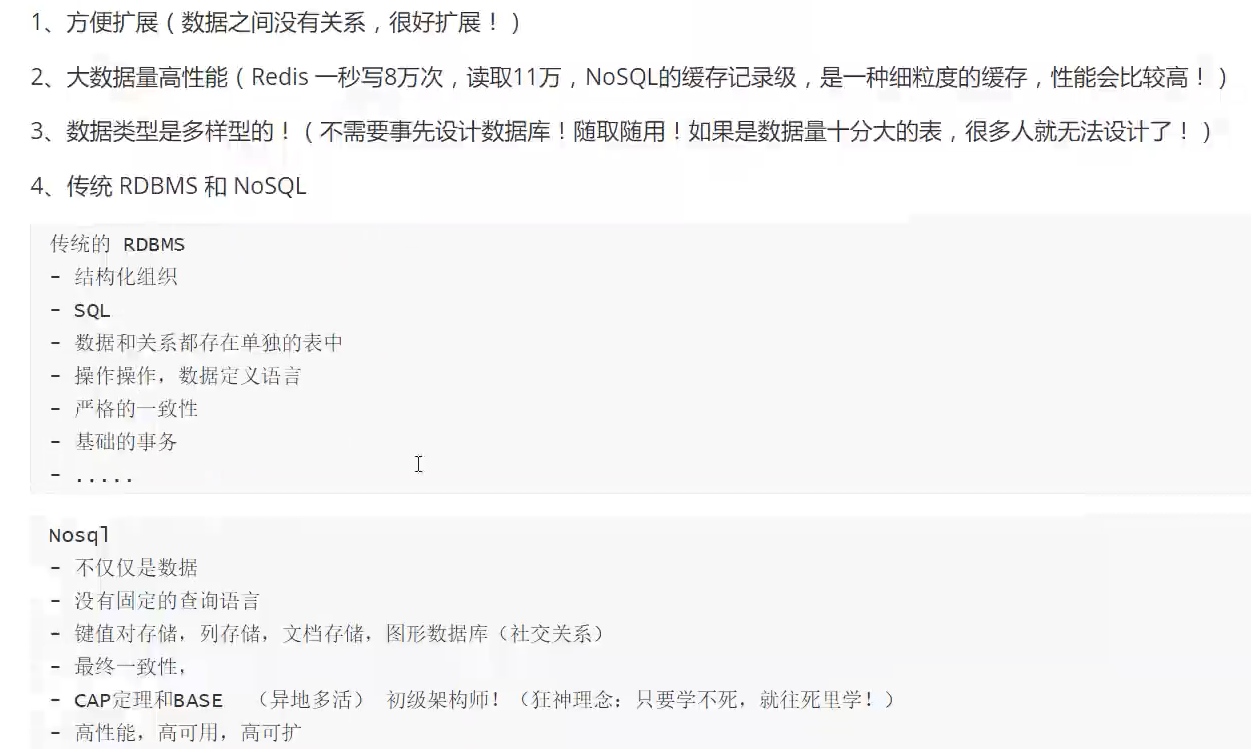 1、方便扩展（数据之间没有关系，很好扩展！）
2、大数据量高性能（Redis 一秒写8万次，读取11万，NoSQL的缓存记录级，是一种细粒度的缓存，性能会比较高！）
3、数据类型是多样型的！（不需要事先设计数据库！随取随用！如果是数据量十分大的表，很多人就无法设计了！）
4、传统 RDBMS 和 NoSQL
传统的 RDBMS
- 结构化组织
- SQL
- 数据和关系都存在单独的表中
- 操作操作，数据定义语言
- 严格的一致性
- 基础的事务
- .....
Nosql
- 不仅仅是数据
- 没有固定的查询语言
- 键值对存储，列存储，文档存储，图形数据库（社交关系）
- 最终一致性，
- CAP定理和BASE （异地多活） 初级架构师！（狂神理念：只要学不死，就往死里学！）
- 高性能，高可用，高可扩